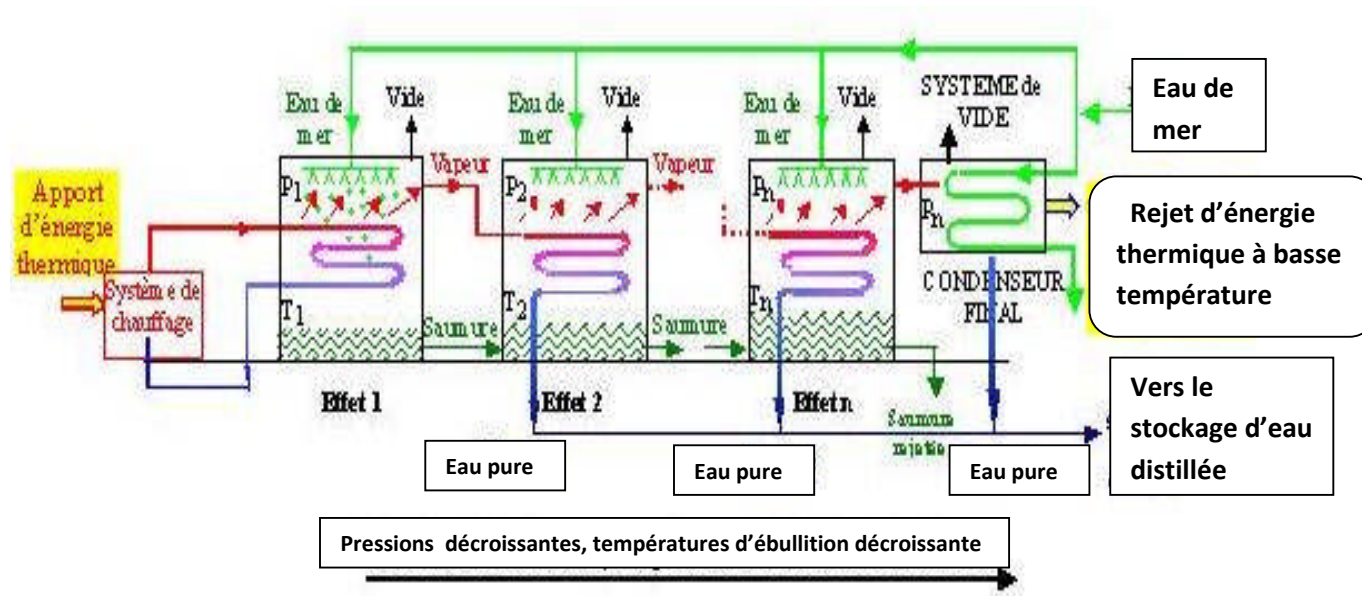 SYSTEME de
VIDE
Eau de
mer
Eau de
mer
Vide
Eau de
mer
Vide
Eau de
mer
Vide
Apport
d'énergie
thermique
Système de
chauffage
P1
T1
Vapeur
P2
T2
Vapeur
Pn
Tn
Pn
CONDENSEUR
FINAL
Rejet d'énergie
thermique à basse
température
Saumure
Saumure
Effet 1
Effet 2
Effet n
Saumure
rejetée
Vers le
stockage d'eau
distillée
Eau pure
Eau pure
Eau pure
Pressions décroissantes, températures d'ébullition décroissante